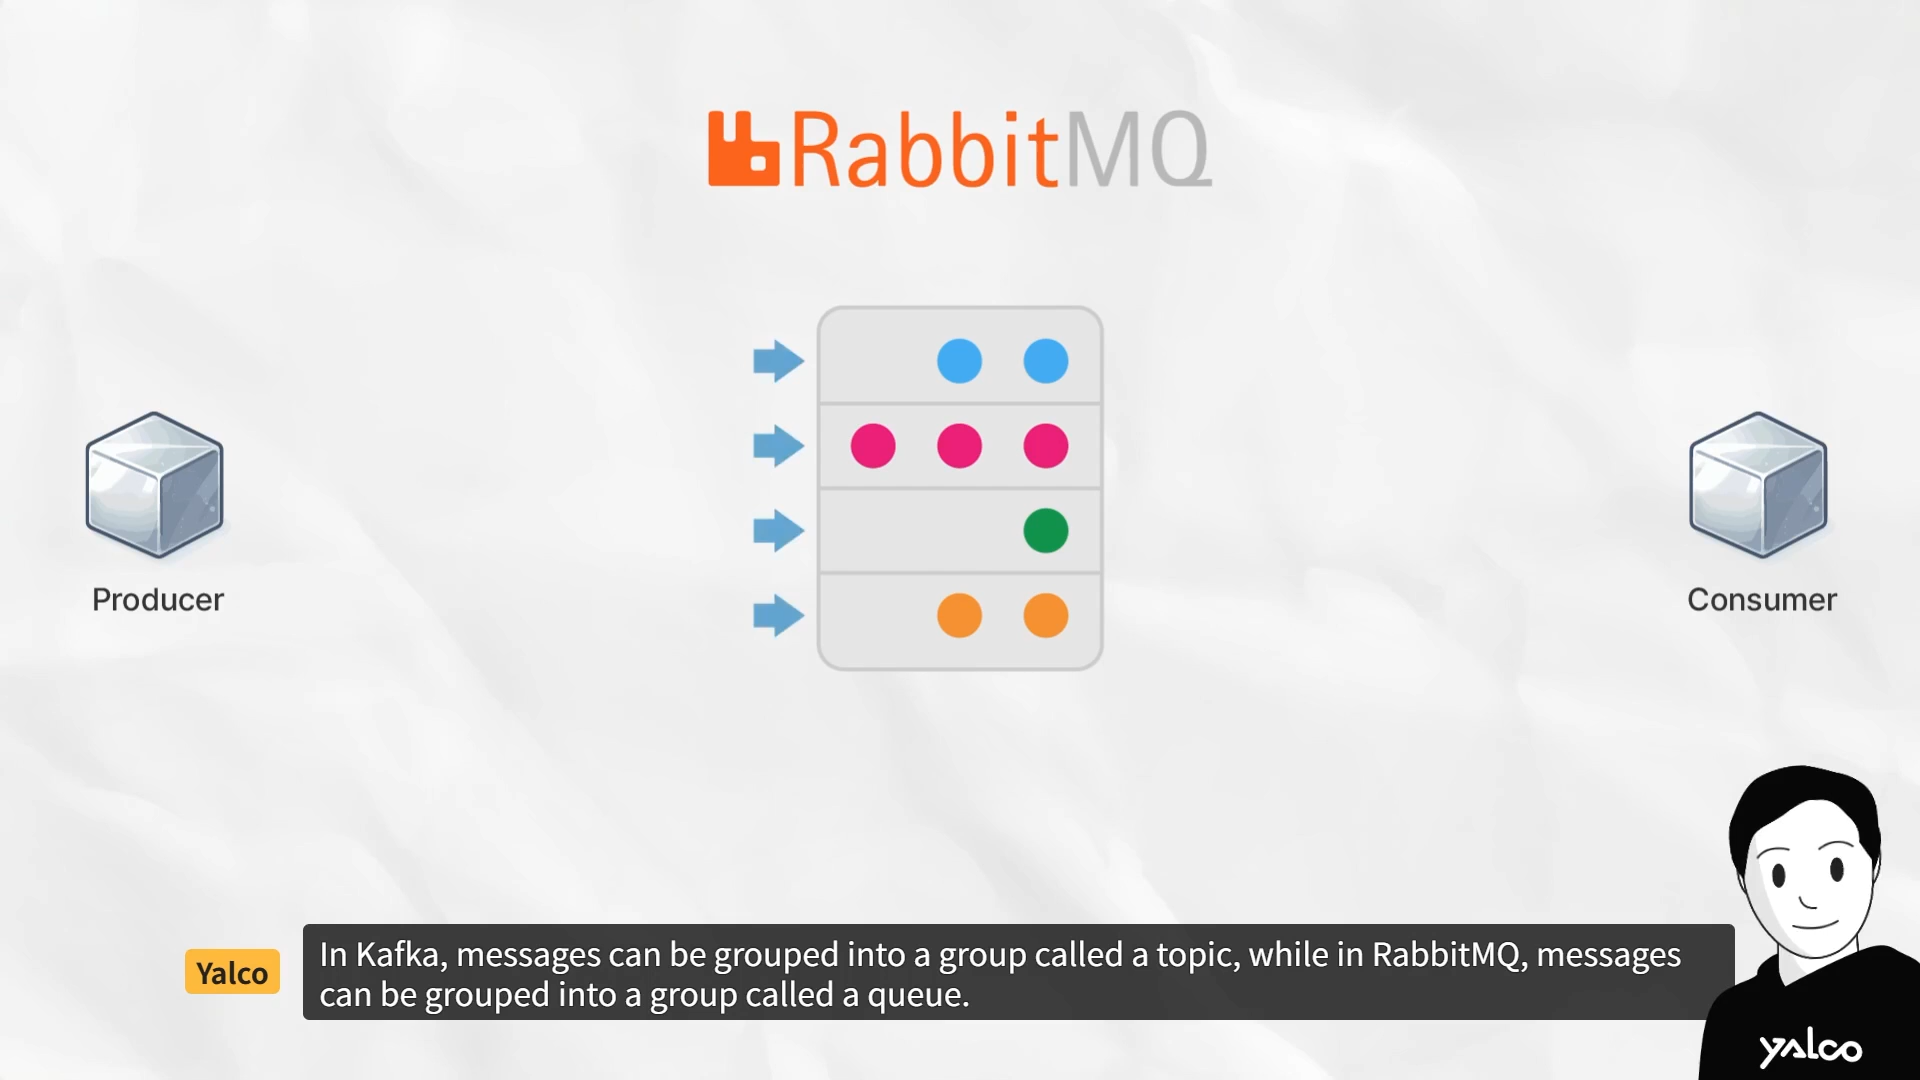 RabbitMQ
Producer
Consumer
Yalco
In Kafka, messages can be grouped into a group called a topic, while in RabbitMQ, messages
can be grouped into a group called a queue.
yalco